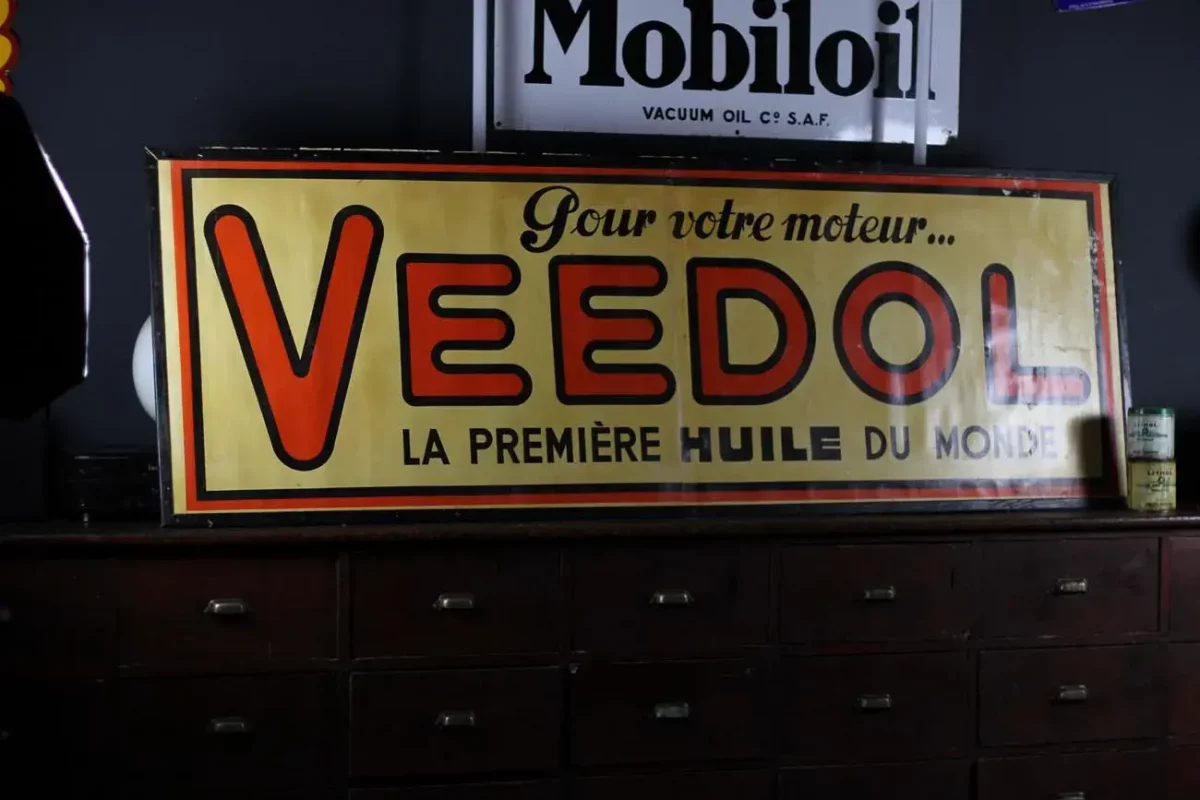 Mobiloil
VACUUM OIL Cº S.A.F.
Pour votre moteur...
VEEDOL
LA PREMIÈRE HUILE DU MONDE